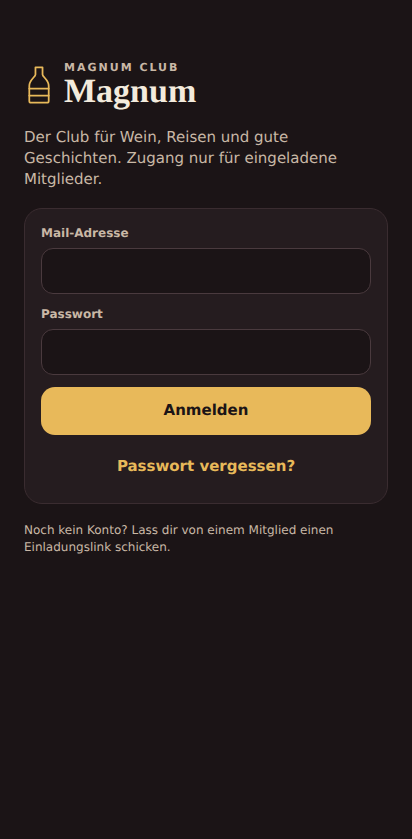 MAGNUM CLUB
Magnum
Der Club für Wein, Reisen und gute
Geschichten. Zugang nur für eingeladene
Mitglieder.
Mail-Adresse
Passwort
Anmelden
Passwort vergessen?
Noch kein Konto? Lass dir von einem Mitglied einen
Einladungslink schicken.